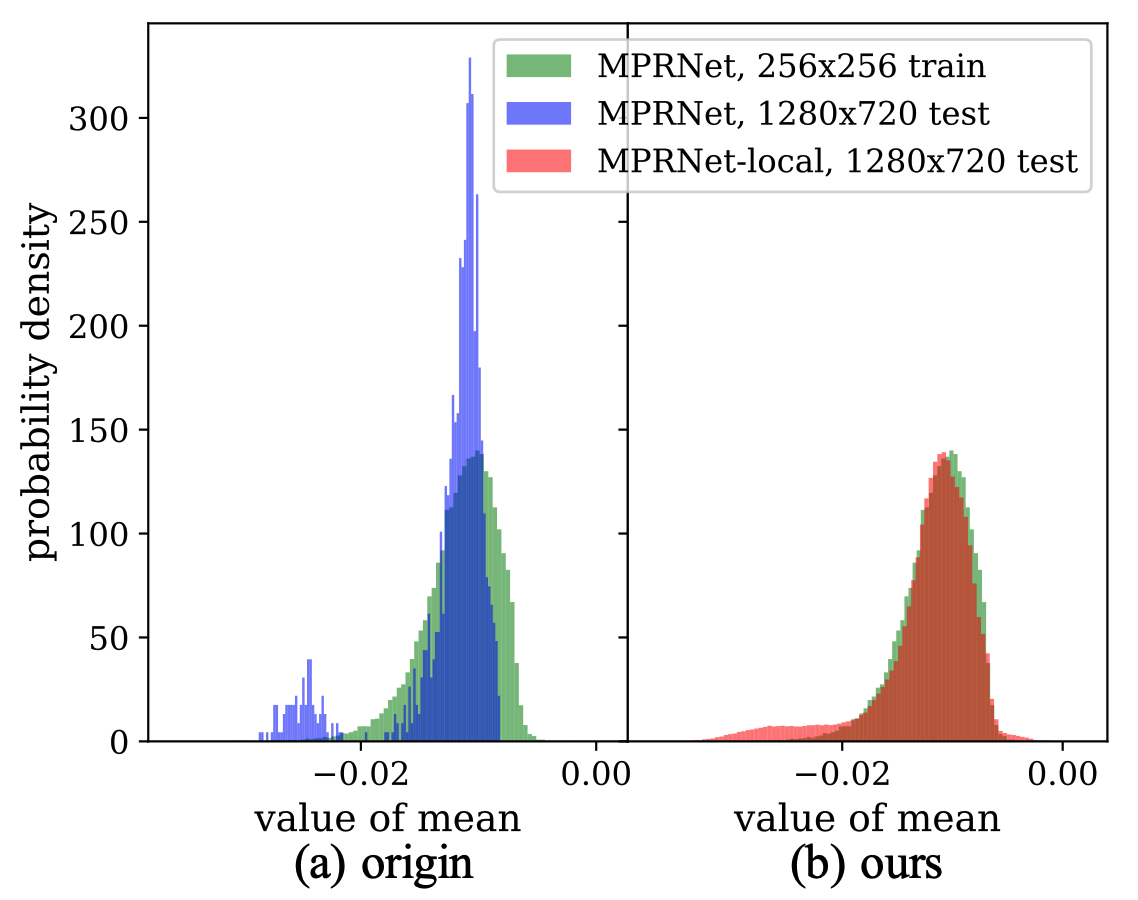 MPRNet, 256x256 train
MPRNet, 1280x720 test
MPRNet-local, 1280x720 test
probability density
300
250
200
150
100
50
0
−0.02 0.00
−0.02 0.00
value of mean
value of mean
(a) origin
(b) ours